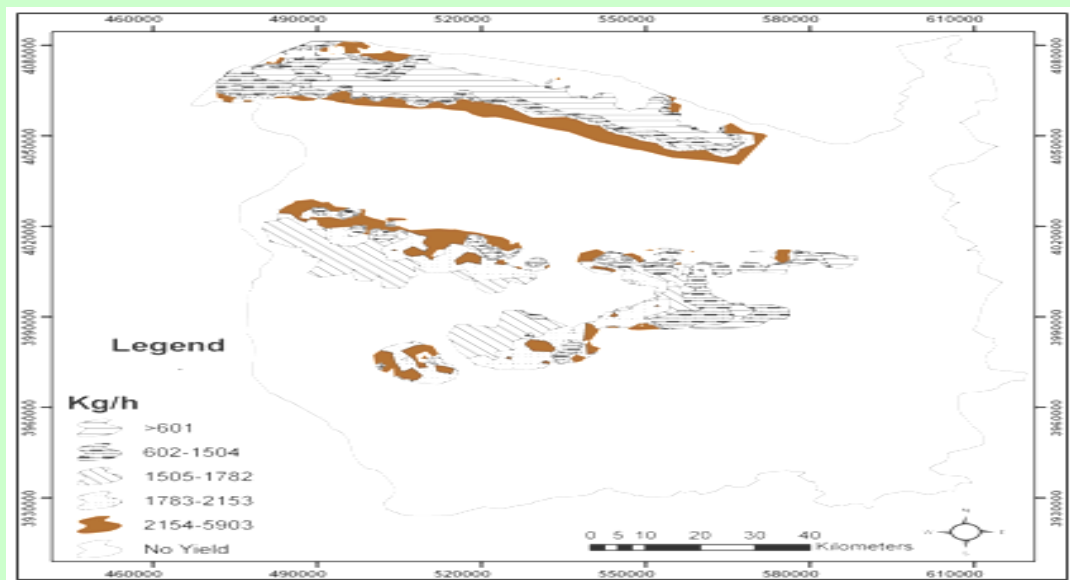 460000 490000 520000 550000 580000 610000
4080000 4080000
4050000 4050000
4020000 4020000
3990000 3990000
3960000 3960000
3930000 3930000
Legend
Kg/h
>601
602-1504
1505-1782
1783-2153
2154-5903
No Yield
N
W
S
0 5 10 20 30 40
Kilometers
460000 490000 520000 550000 580000 610000